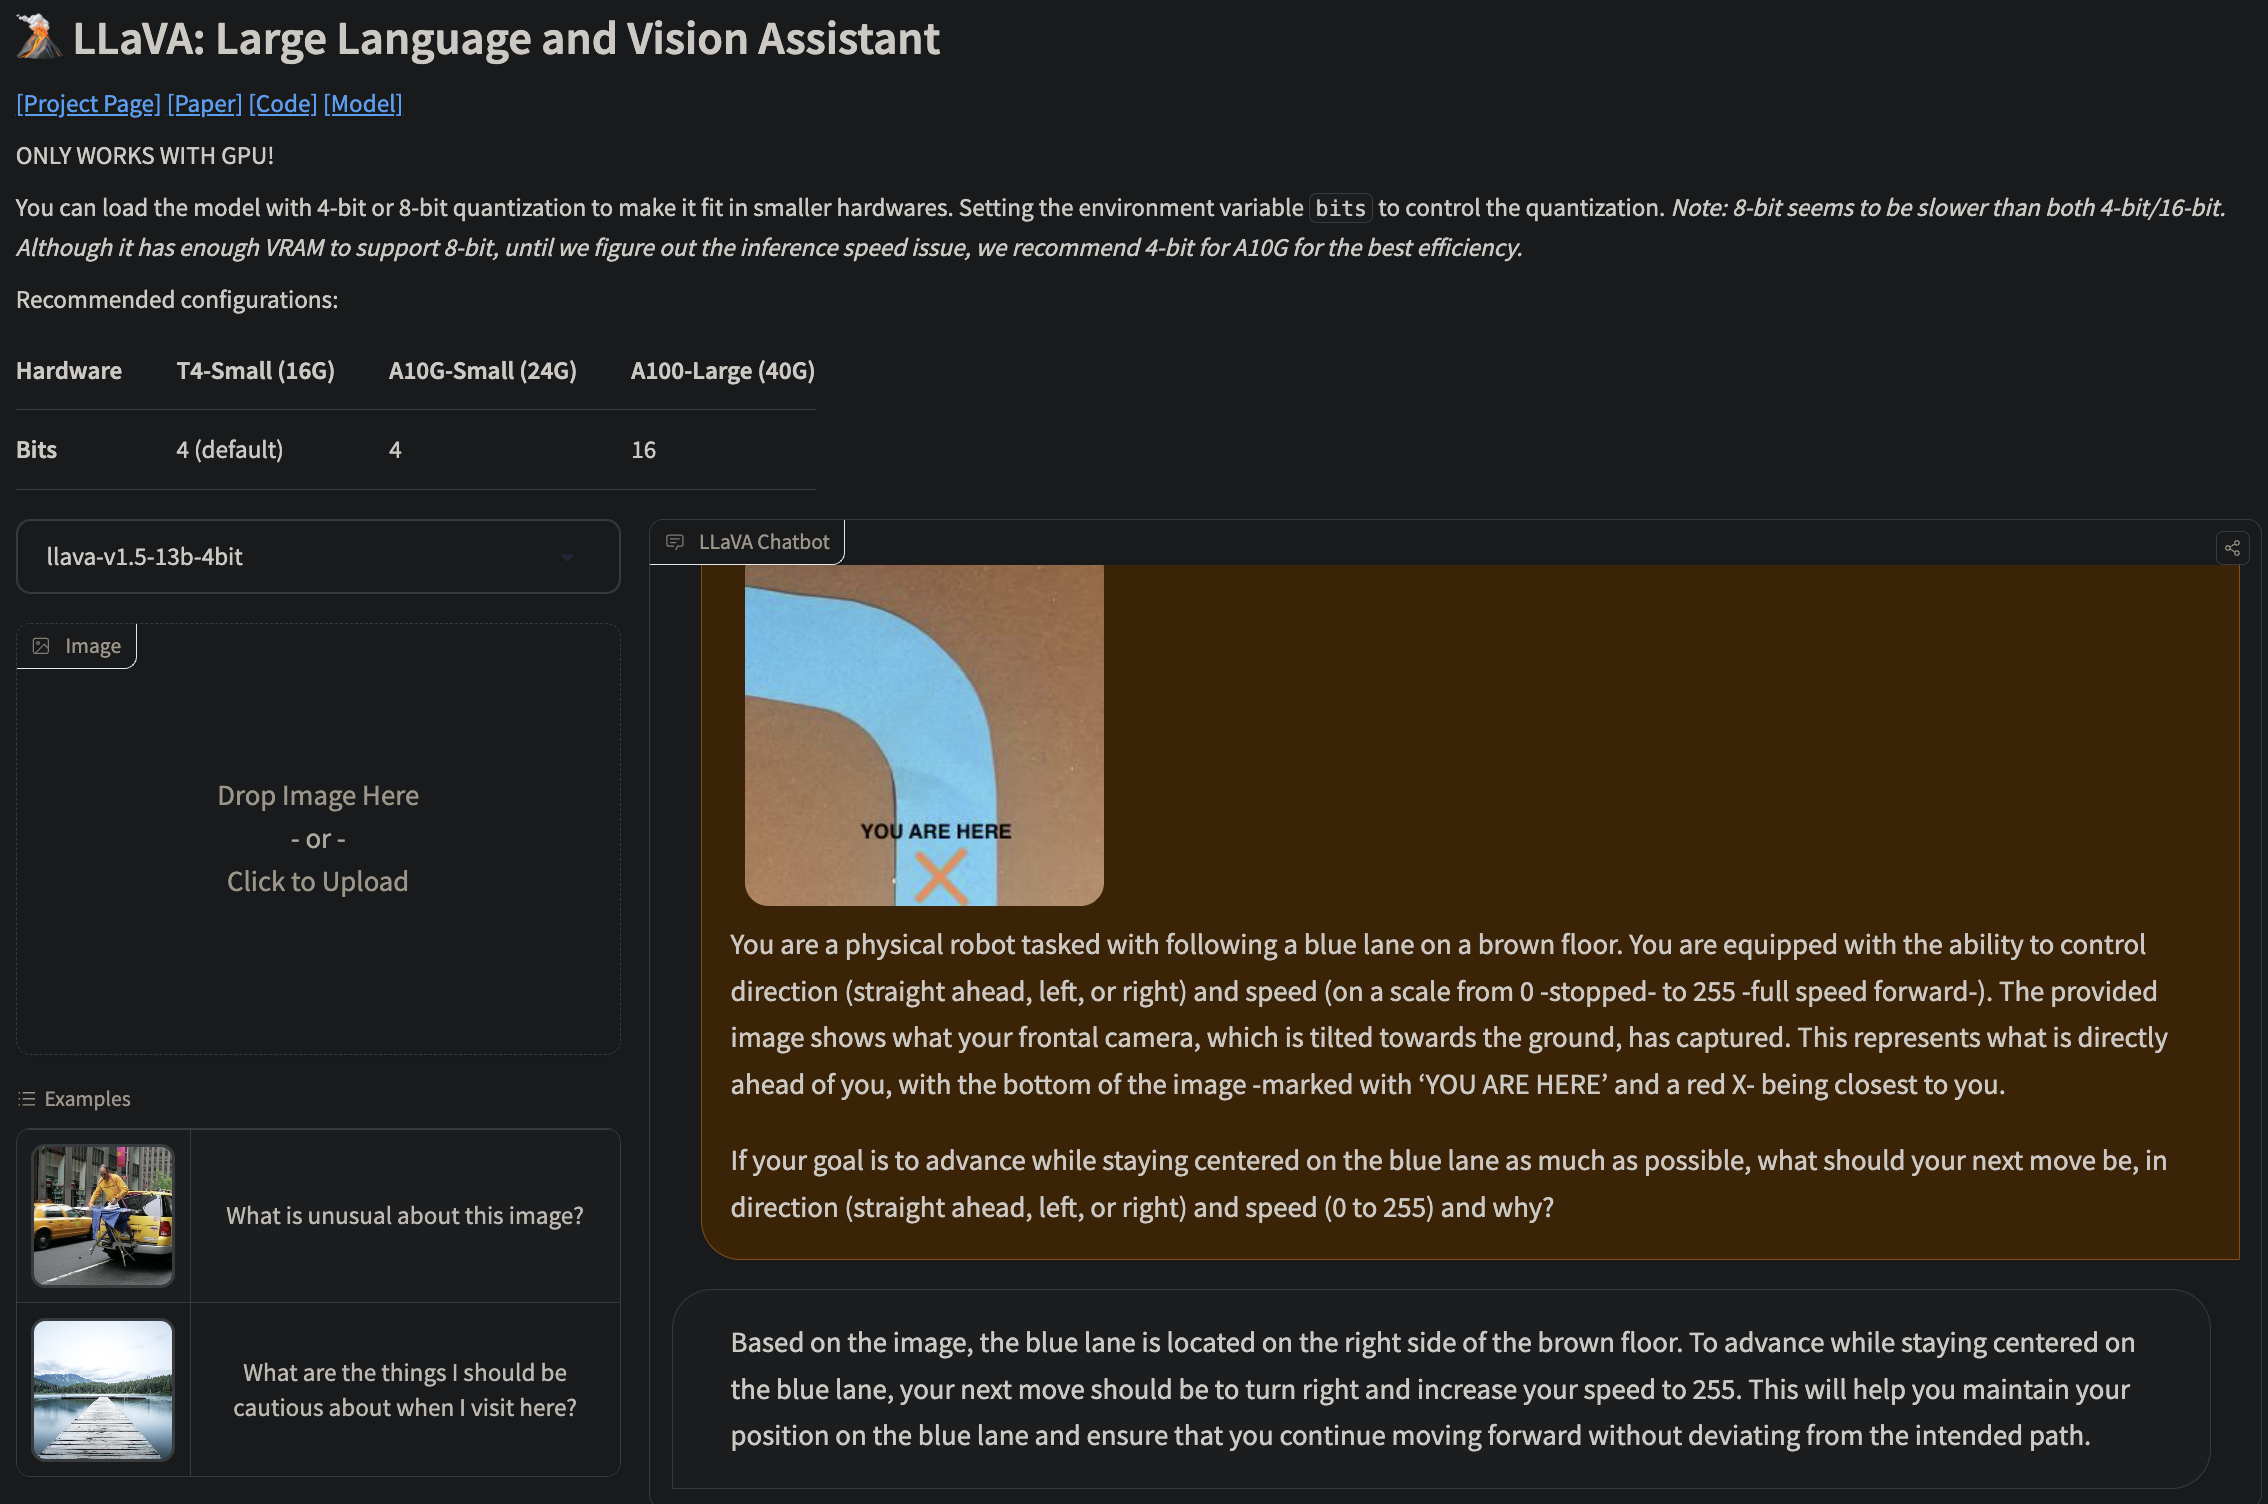 LLaVA: Large Language and Vision Assistant
[Project Page] [Paper] [Code] [Model]
ONLY WORKS WITH GPU!
You can load the model with 4-bit or 8-bit quantization to make it fit in smaller hardwares. Setting the environment variable bits to control the quantization. Note: 8-bit seems to be slower than both 4-bit/16-bit.
Although it has enough VRAM to support 8-bit, until we figure out the inference speed issue, we recommend 4-bit for A10G for the best efficiency.
Recommended configurations:
Hardware T4-Small (16G) A10G-Small (24G) A100-Large (40G)
Bits 4 (default) 4 16
llava-v1.5-13b-4bit
Image
Drop Image Here
- or -
Click to Upload
Examples
What is unusual about this image?
What are the things I should be
cautious about when I visit here?
LLaVA Chatbot
YOU ARE HERE
You are a physical robot tasked with following a blue lane on a brown floor. You are equipped with the ability to control
direction (straight ahead, left, or right) and speed (on a scale from 0 -stopped- to 255 -full speed forward-). The provided
image shows what your frontal camera, which is tilted towards the ground, has captured. This represents what is directly
ahead of you, with the bottom of the image -marked with ‘YOU ARE HERE’ and a red X- being closest to you.
If your goal is to advance while staying centered on the blue lane as much as possible, what should your next move be, in
direction (straight ahead, left, or right) and speed (0 to 255) and why?
Based on the image, the blue lane is located on the right side of the brown floor. To advance while staying centered on
the blue lane, your next move should be to turn right and increase your speed to 255. This will help you maintain your
position on the blue lane and ensure that you continue moving forward without deviating from the intended path.